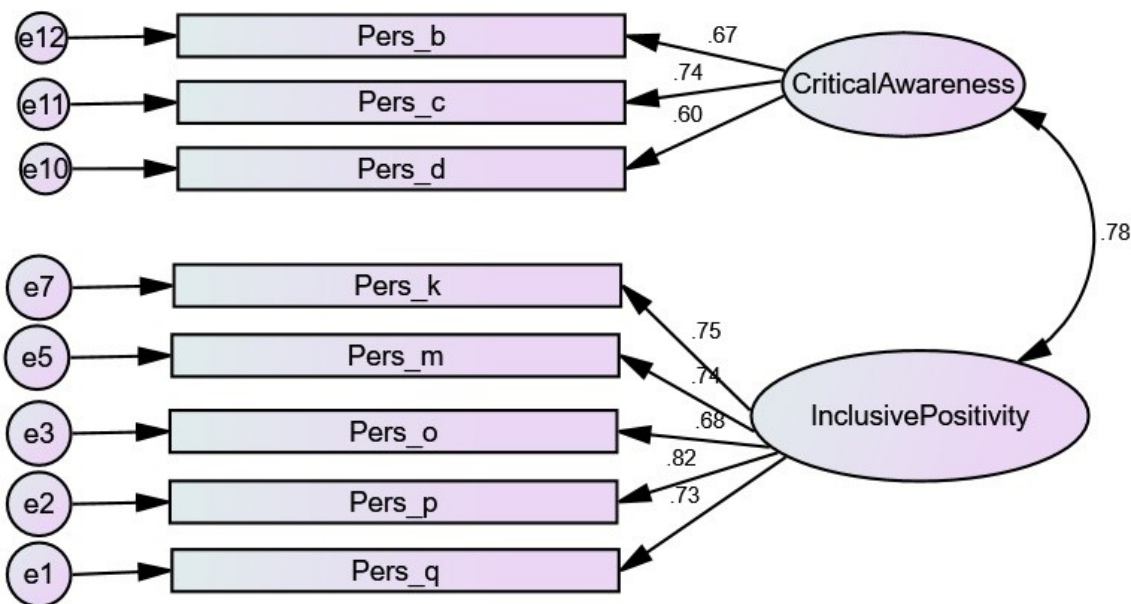 e12
Pers_b
.67
CriticalAwareness
.74
e11
Pers_c
.60
e10
Pers_d
.78
e7
Pers_k
.75
e5
Pers_m
.74
InclusivePositivity
.68
e3
Pers_o
.82
e2
Pers_p
.73
e1
Pers_q